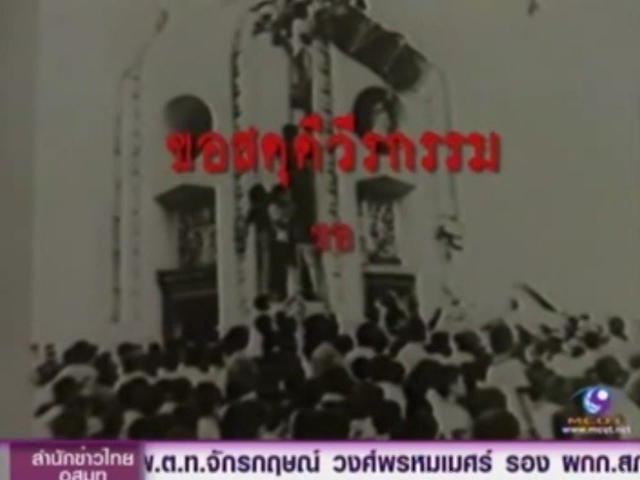 ขอสดุดีวีรกรรม
ของ
MCOT
www.mcot.net
สำนักข่าวไทย
อสมท
พ.ต.ท.จักรกฤษณ์ วงศ์พรหมเมศร์ รอง ผกก.สภ